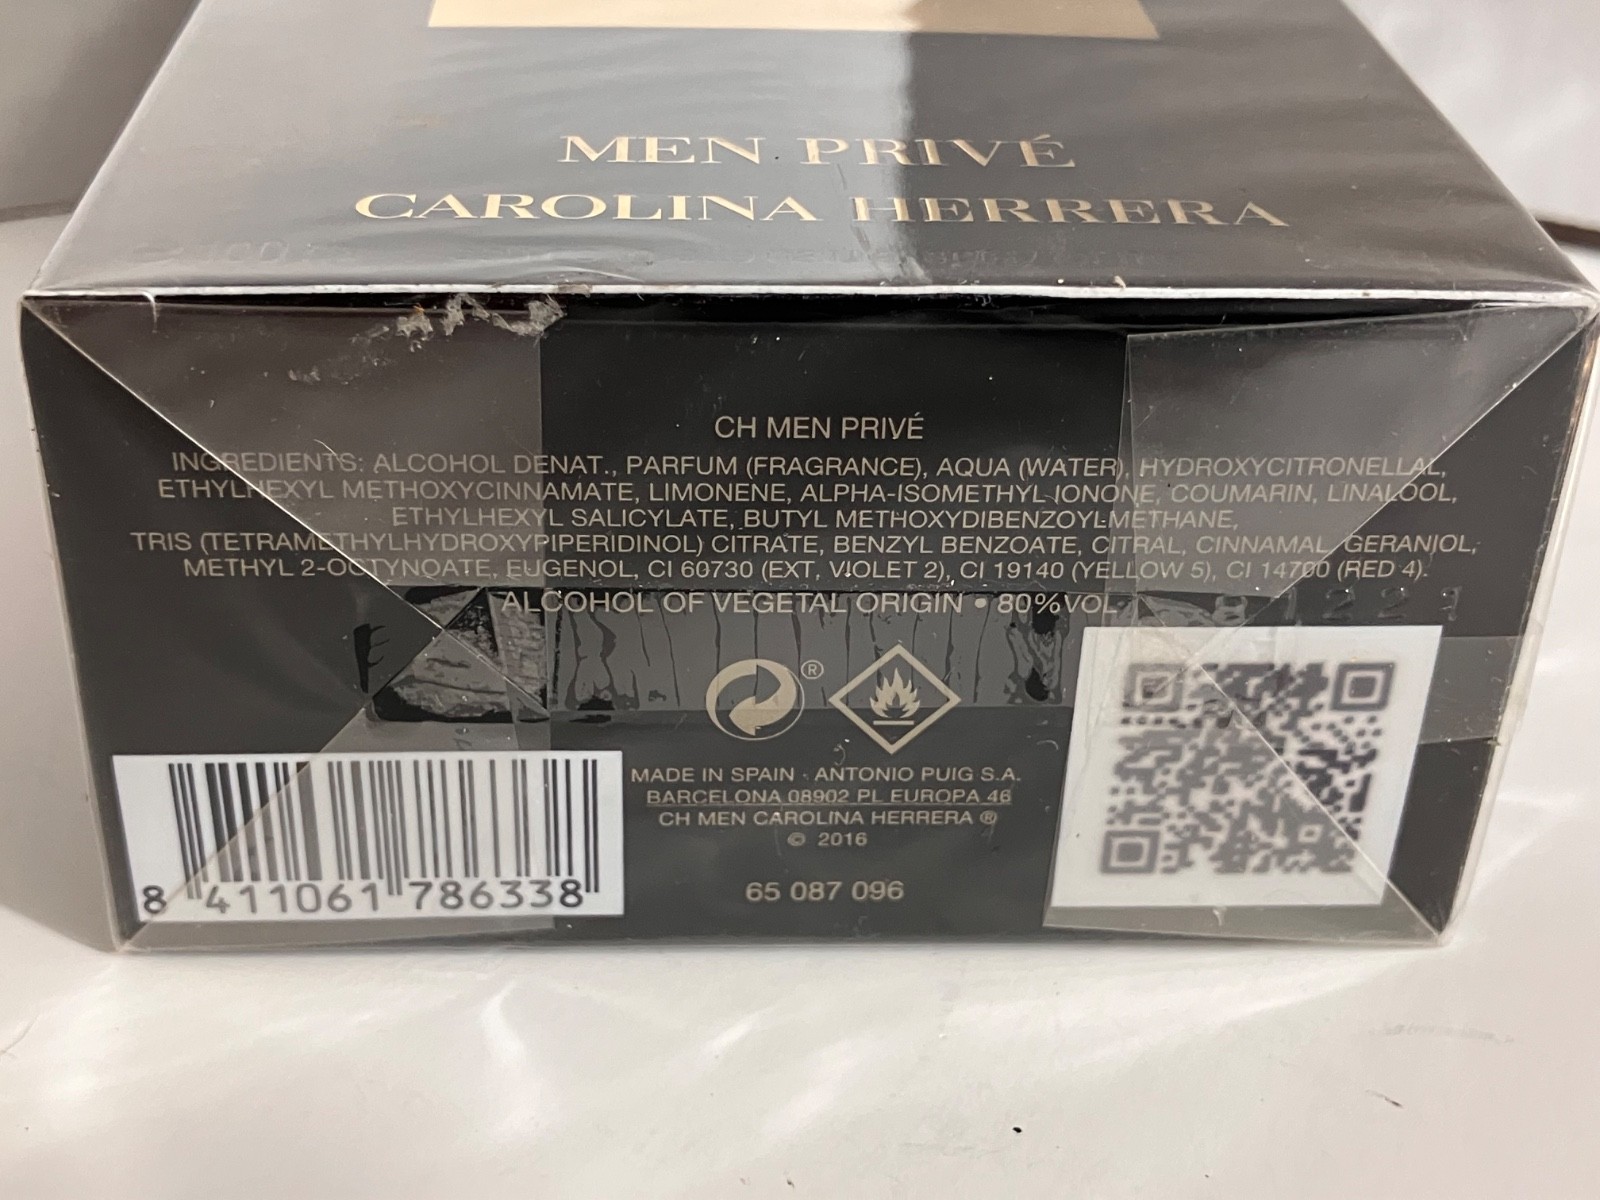 MEN PRIVÉ
CAROLINA HERRERA
CH MEN PRIVÉ
INGREDIENTS: ALCOHOL DENAT., PARFUM (FRAGRANCE), AQUA (WATER), HYDROXYCITRONELLAL,
ETHYLHEXYL METHOXYCINNAMATE, LIMONENE, ALPHA-ISOMETHYL IONONE, COUMARIN, LINALOOL,
ETHYLHEXYL SALICYLATE, BUTYL METHOXYDIBENZOYLMETHANE,
TRIS (TETRAMETHYLHYDROXYPIPERIDINOL) CITRATE, BENZYL BENZOATE, CITRAL, CINNAMAL, GERANIOL,
METHYL 2-OCTYNOATE, EUGENOL, CI 60730 (EXT, VIOLET 2), CI 19140 (YELLOW 5), CI 14700 (RED 4).
ALCOHOL OF VEGETAL ORIGIN • 80%VOL.
®
MADE IN SPAIN · ANTONIO PUIG S.A.
BARCELONA 08902 PL EUROPA 46
CH MEN CAROLINA HERRERA ®
© 2016
65 087 096
8 411061 786338